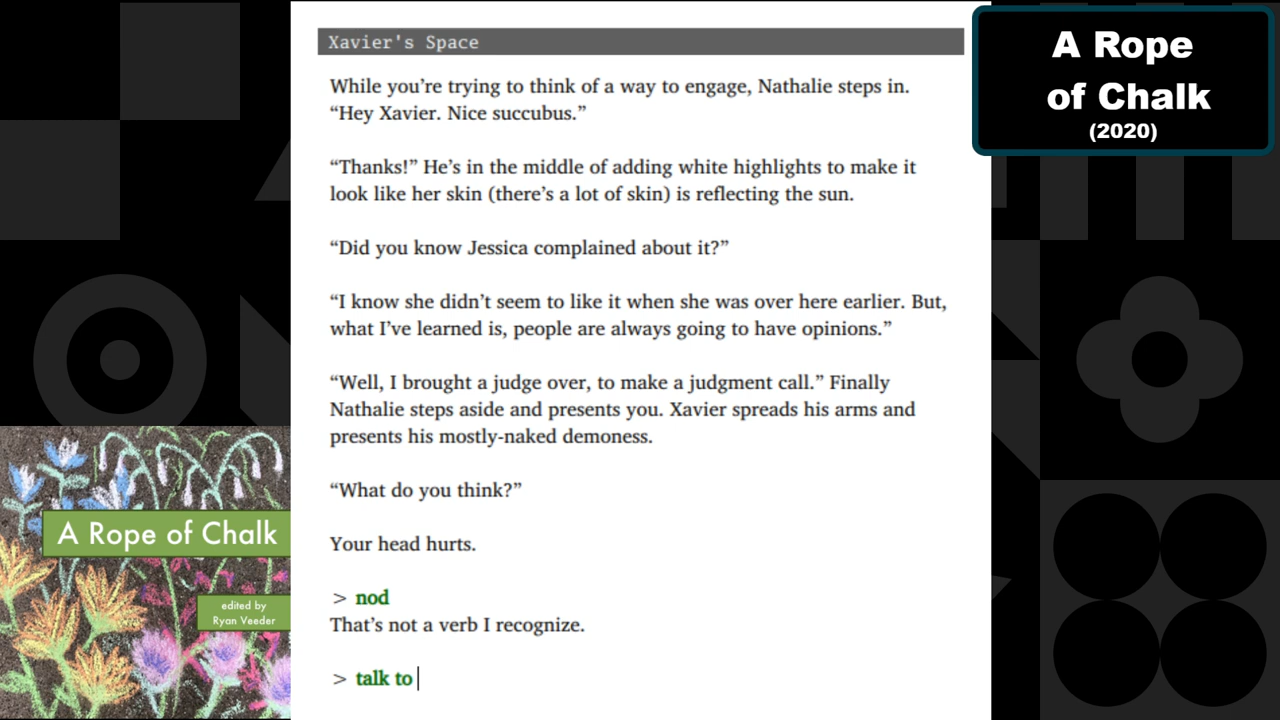 Xavier's Space
While you’re trying to think of a way to engage, Nathalie steps in.
“Hey Xavier. Nice succubus.”
“Thanks!” He’s in the middle of adding white highlights to make it
look like her skin (there’s a lot of skin) is reflecting the sun.
“Did you know Jessica complained about it?”
“I know she didn’t seem to like it when she was over here earlier. But,
what I’ve learned is, people are always going to have opinions.”
“Well, I brought a judge over, to make a judgment call.” Finally
Nathalie steps aside and presents you. Xavier spreads his arms and
presents his mostly-naked demoness.
“What do you think?”
Your head hurts.
> nod
That’s not a verb I recognize.
> talk to
A Rope
of Chalk
(2020)
A Rope of Chalk
edited by
Ryan Veeder